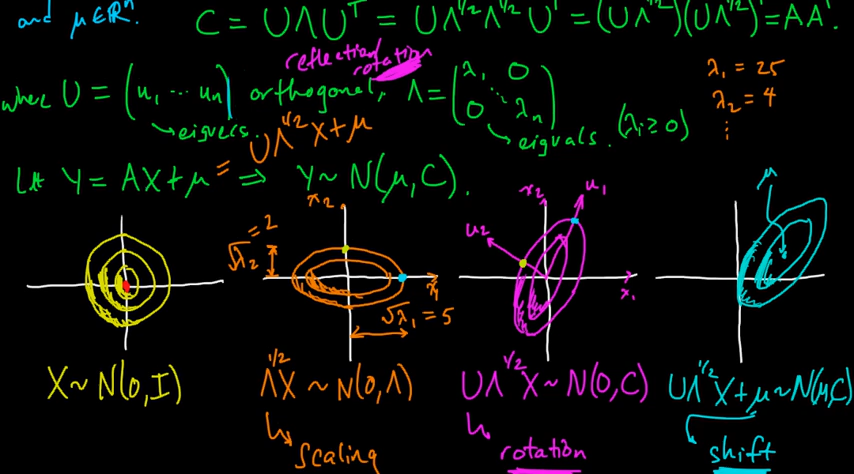 and μ∈ℝⁿ. C = UΛUᵀ = UΛ^{1/2}Λ^{1/2}Uᵀ = (UΛ^{1/2})(UΛ^{1/2})ᵀ = AAᵀ.
reflection/
rotation
where U = (u₁ ⋯ uₙ) orthogonal, Λ = (λ₁ 0 ⋱ 0 λₙ)
λ₁ = 25
λ₂ = 4
⋮
eigvecs. eigvals. (λᵢ ≥ 0)
Let Y = AX+μ = UΛ^{1/2}X+μ ⇒ Y ~ N(μ,C).
√λ₂ = 2
x₂
x₁
√λ₁ = 5
x₂
u₁
u₂
x₁
μ
X ~ N(0,I) Λ^{1/2}X ~ N(0,Λ) UΛ^{1/2}X ~ N(0,C) UΛ^{1/2}X+μ ~ N(μ,C)
scaling rotation shift